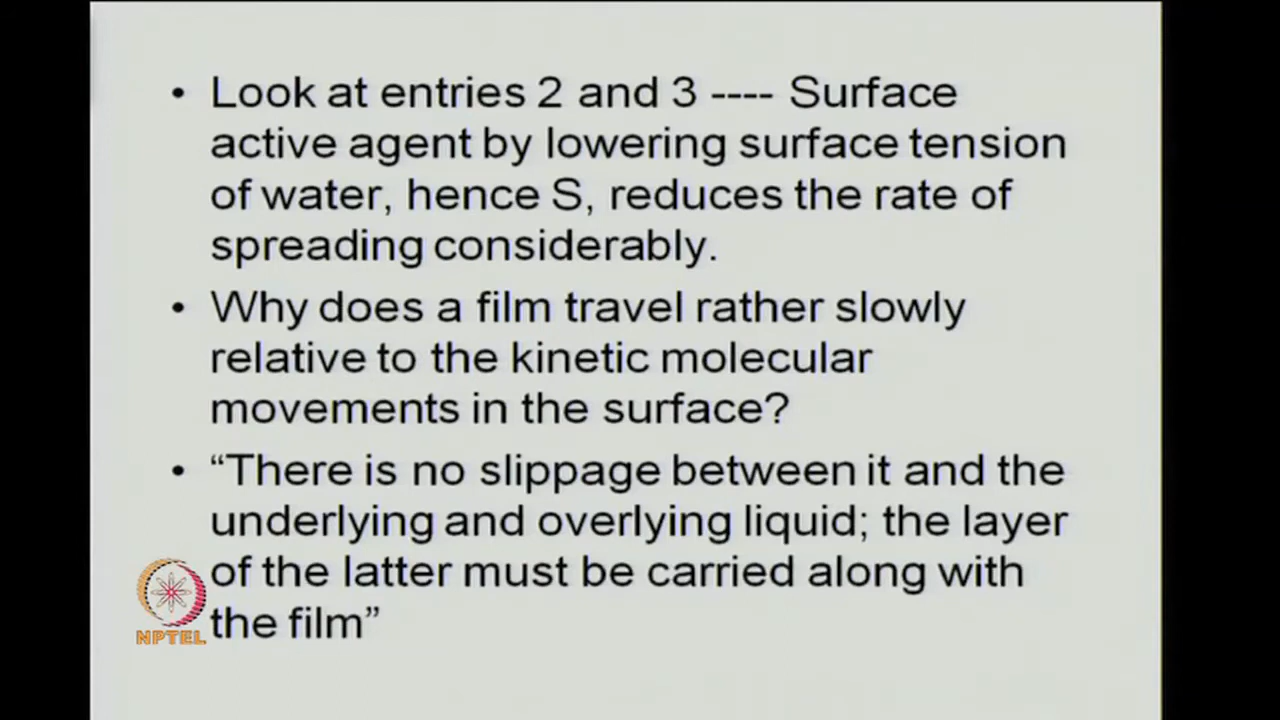 • Look at entries 2 and 3 ---- Surface
active agent by lowering surface tension
of water, hence S, reduces the rate of
spreading considerably.
• Why does a film travel rather slowly
relative to the kinetic molecular
movements in the surface?
• “There is no slippage between it and the
underlying and overlying liquid; the layer
of the latter must be carried along with
the film”
NPTEL